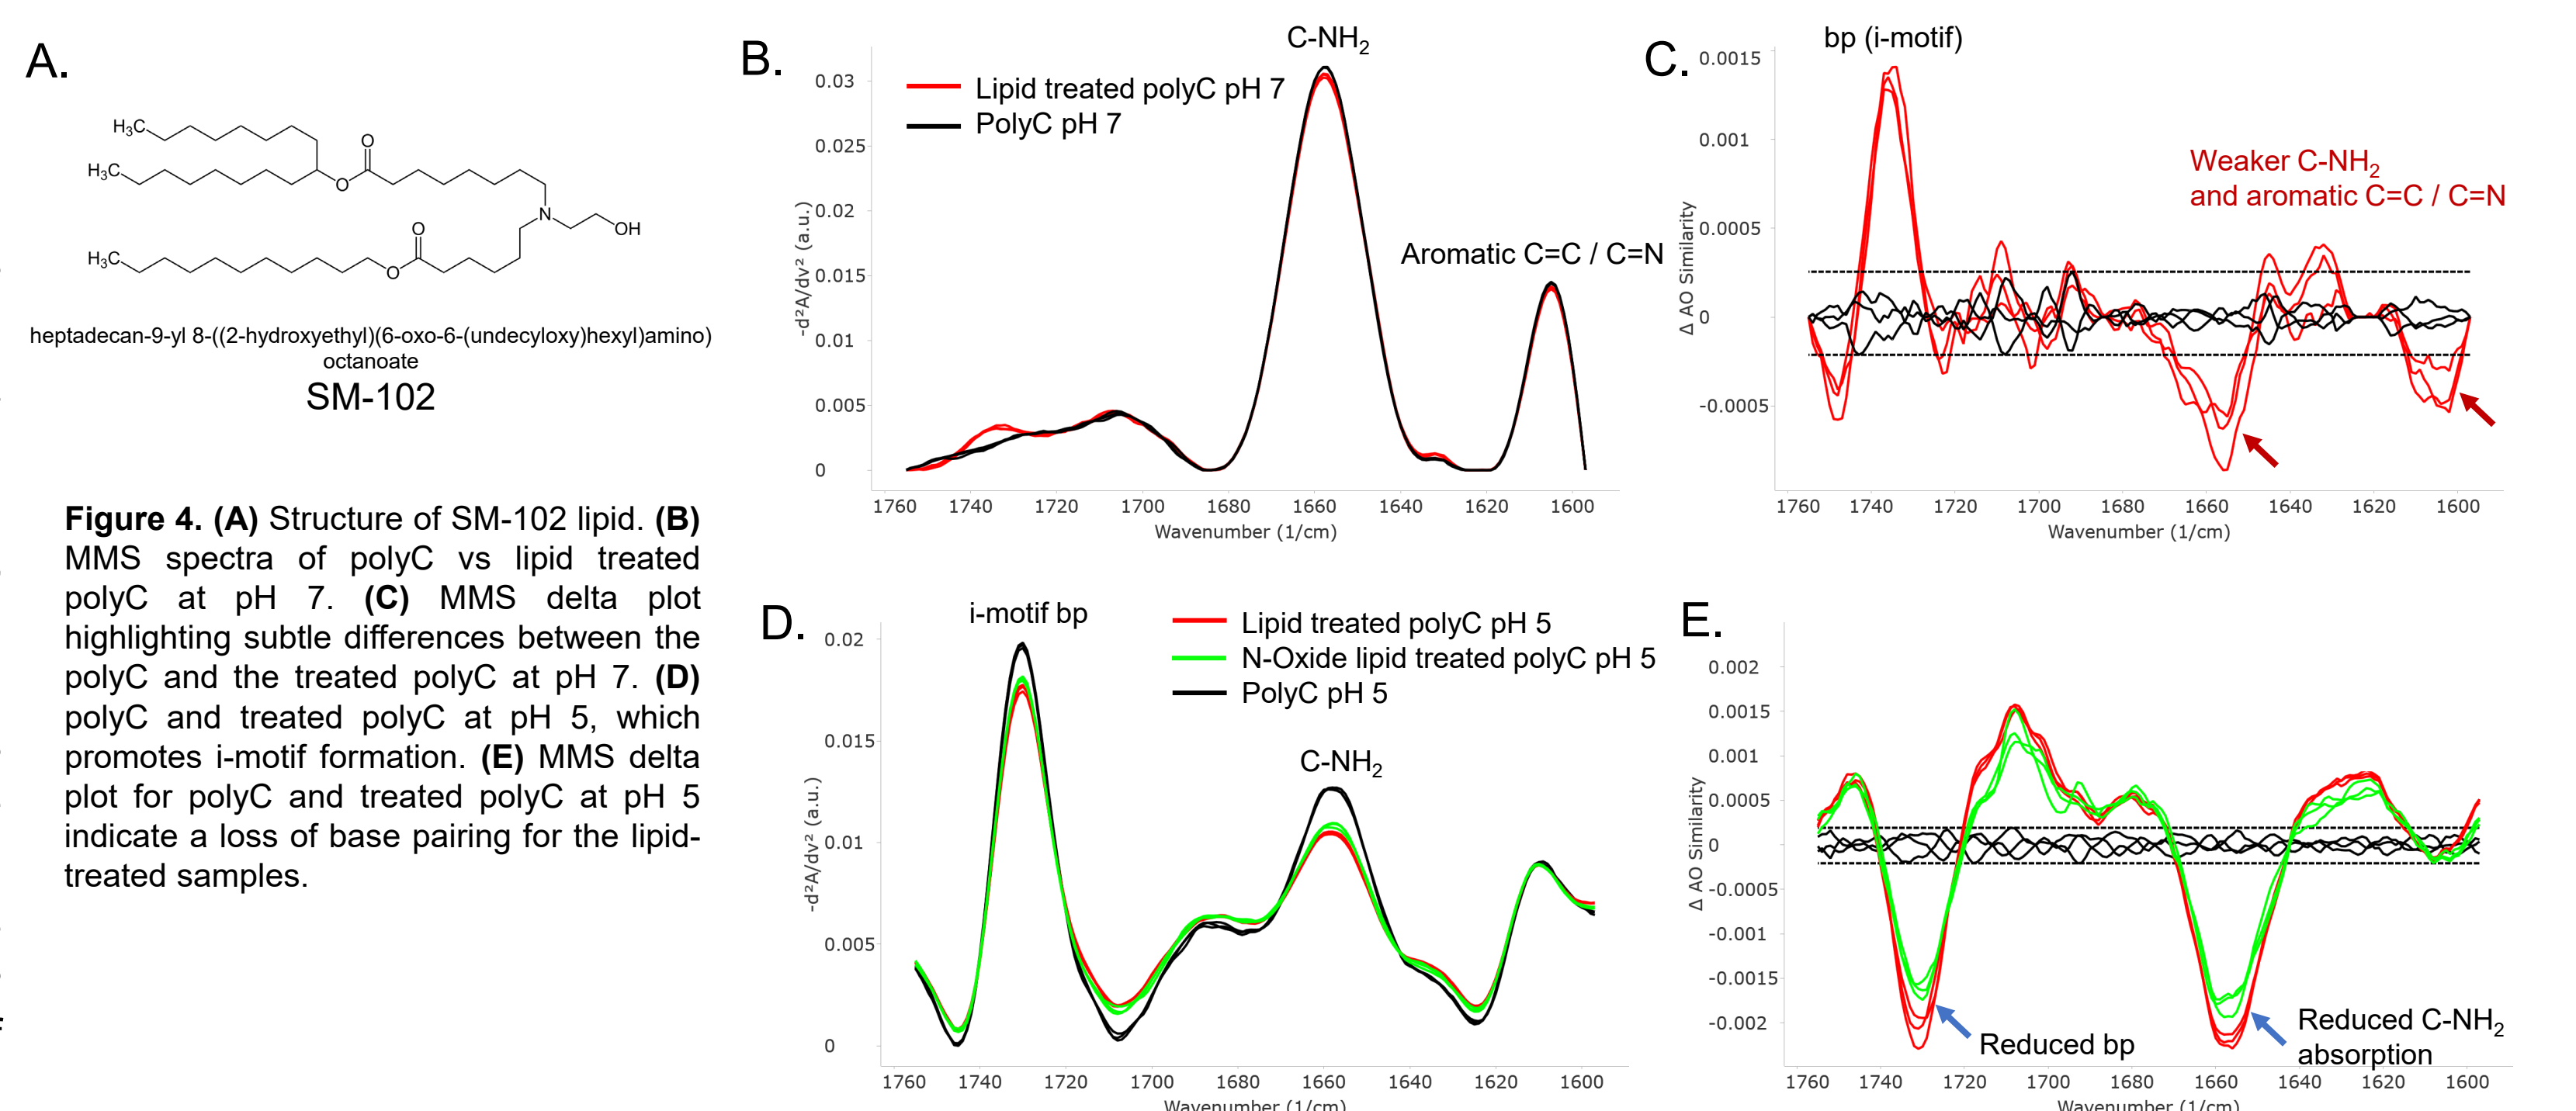 A.
H₃C
O
H₃C
O
N
OH
O
H₃C
O
heptadecan-9-yl 8-((2-hydroxyethyl)(6-oxo-6-(undecyloxy)hexyl)amino)
octanoate
SM-102
Figure 4. (A) Structure of SM-102 lipid. (B)
MMS spectra of polyC vs lipid treated
polyC at pH 7. (C) MMS delta plot
highlighting subtle differences between the
polyC and the treated polyC at pH 7. (D)
polyC and treated polyC at pH 5, which
promotes i-motif formation. (E) MMS delta
plot for polyC and treated polyC at pH 5
indicate a loss of base pairing for the lipid-
treated samples.
B.
C-NH₂
Lipid treated polyC pH 7
PolyC pH 7
Aromatic C=C / C=N
-d²A/dv² (a.u.)
0.03
0.025
0.02
0.015
0.01
0.005
0
1760 1740 1720 1700 1680 1660 1640 1620 1600
Wavenumber (1/cm)
C.
bp (i-motif)
Weaker C-NH₂
and aromatic C=C / C=N
Δ AO Similarity
0.0015
0.001
0.0005
0
-0.0005
1760 1740 1720 1700 1680 1660 1640 1620 1600
Wavenumber (1/cm)
D.
i-motif bp
Lipid treated polyC pH 5
N-Oxide lipid treated polyC pH 5
PolyC pH 5
C-NH₂
-d²A/dv² (a.u.)
0.02
0.015
0.01
0.005
0
1760 1740 1720 1700 1680 1660 1640 1620 1600
Wavenumber (1/cm)
E.
Δ AO Similarity
0.002
0.0015
0.001
0.0005
0
-0.0005
-0.001
-0.0015
-0.002
Reduced bp
Reduced C-NH₂
absorption
1760 1740 1720 1700 1680 1660 1640 1620 1600
Wavenumber (1/cm)